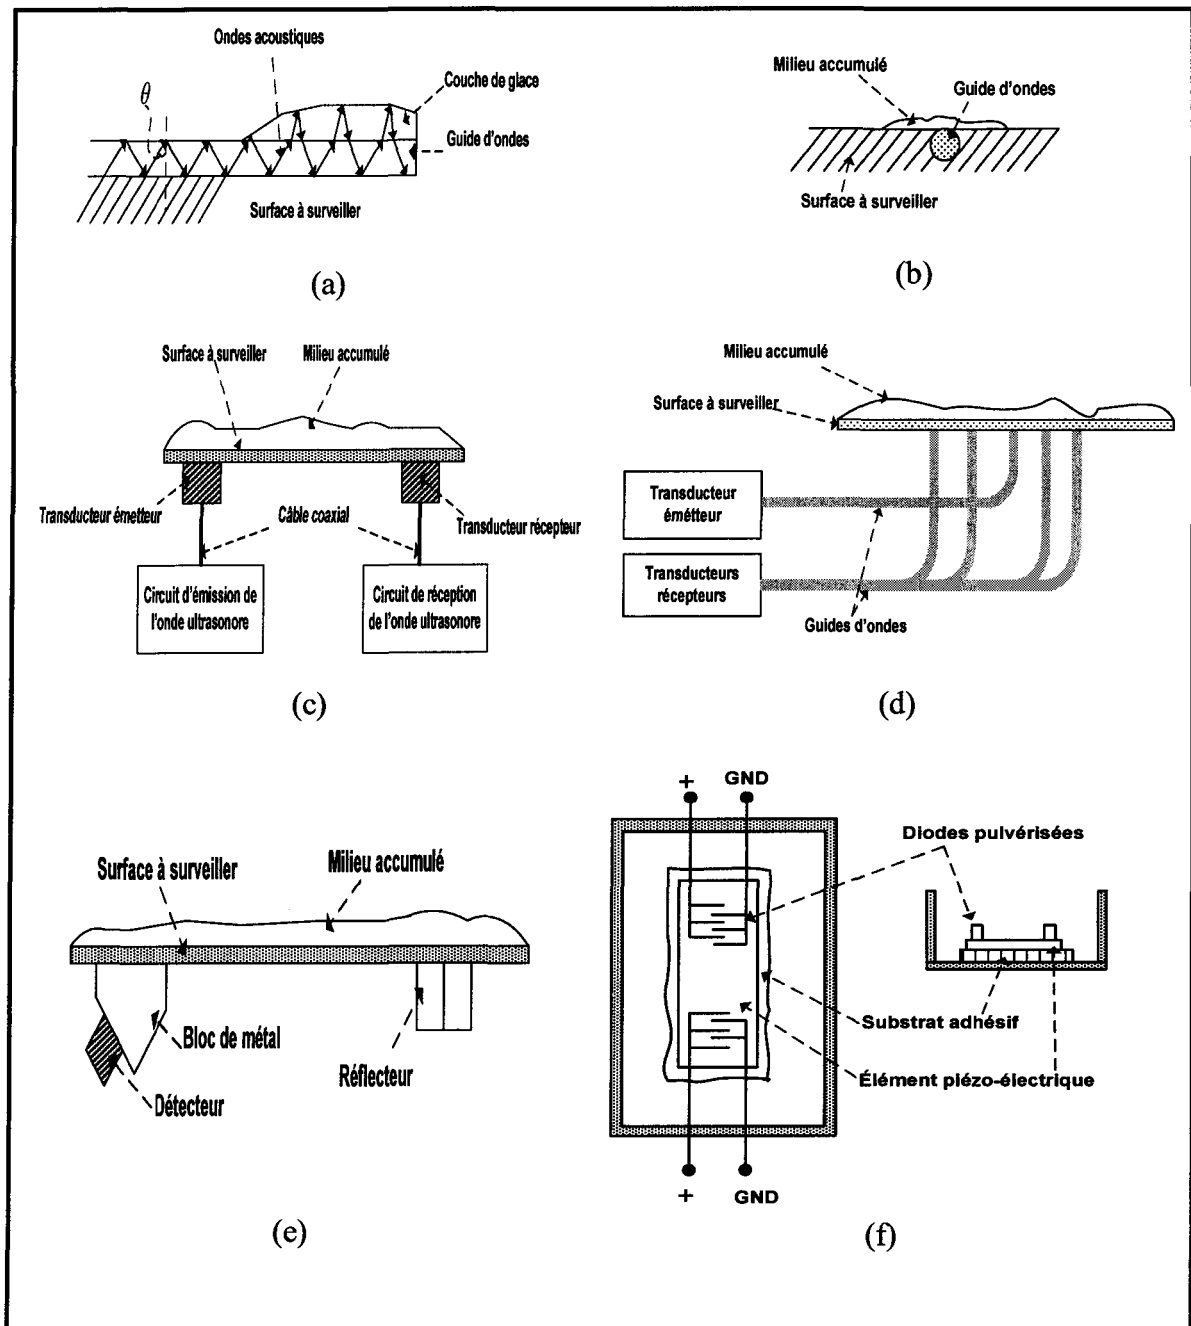 Ondes acoustiques
θ
Couche de glace
Guide d'ondes
Surface à surveiller
(a)
Milieu accumulé
Guide d'ondes
Surface à surveiller
(b)
Surface à surveiller
Milieu accumulé
Transducteur émetteur
Câble coaxial
Transducteur récepteur
Circuit d'émission de
l'onde ultrasonore
Circuit de réception
de l'onde ultrasonore
(c)
Milieu accumulé
Surface à surveiller
Transducteur
émétteur
Transducteurs
récepteurs
Guides d'ondes
(d)
Surface à surveiller
Milieu accumulé
Bloc de métal
Réflecteur
Détecteur
(e)
+
GND
Diodes pulvérisées
Substrat adhésif
Élément piézo-électrique
+
GND
(f)